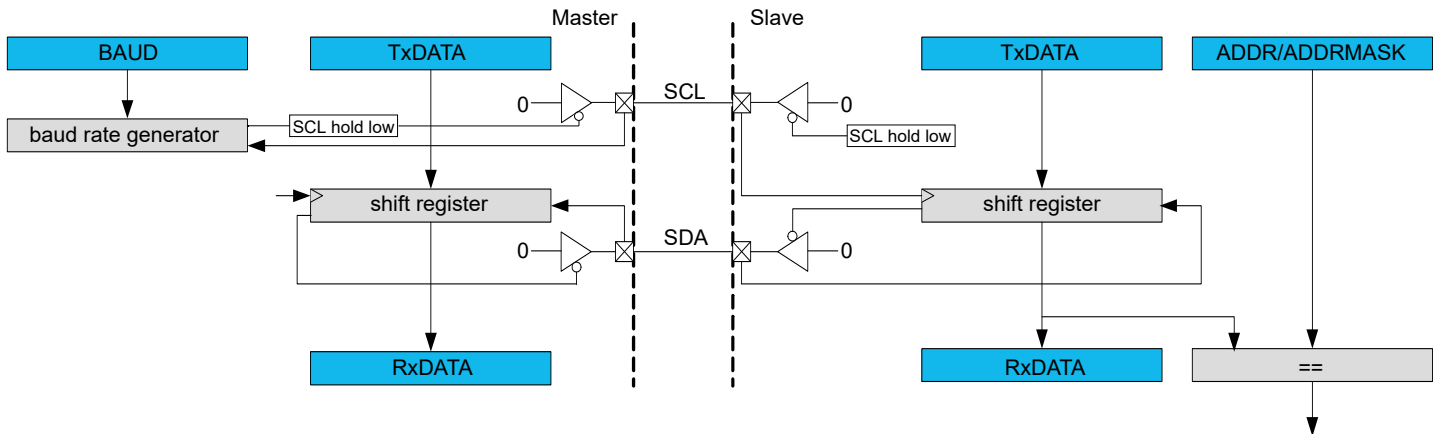 Master Slave
BAUD TxDATA TxDATA ADDR/ADDRMASK
0 SCL 0
baud rate generator SCL hold low SCL hold low
shift register shift register
0 SDA 0
RxDATA RxDATA ==